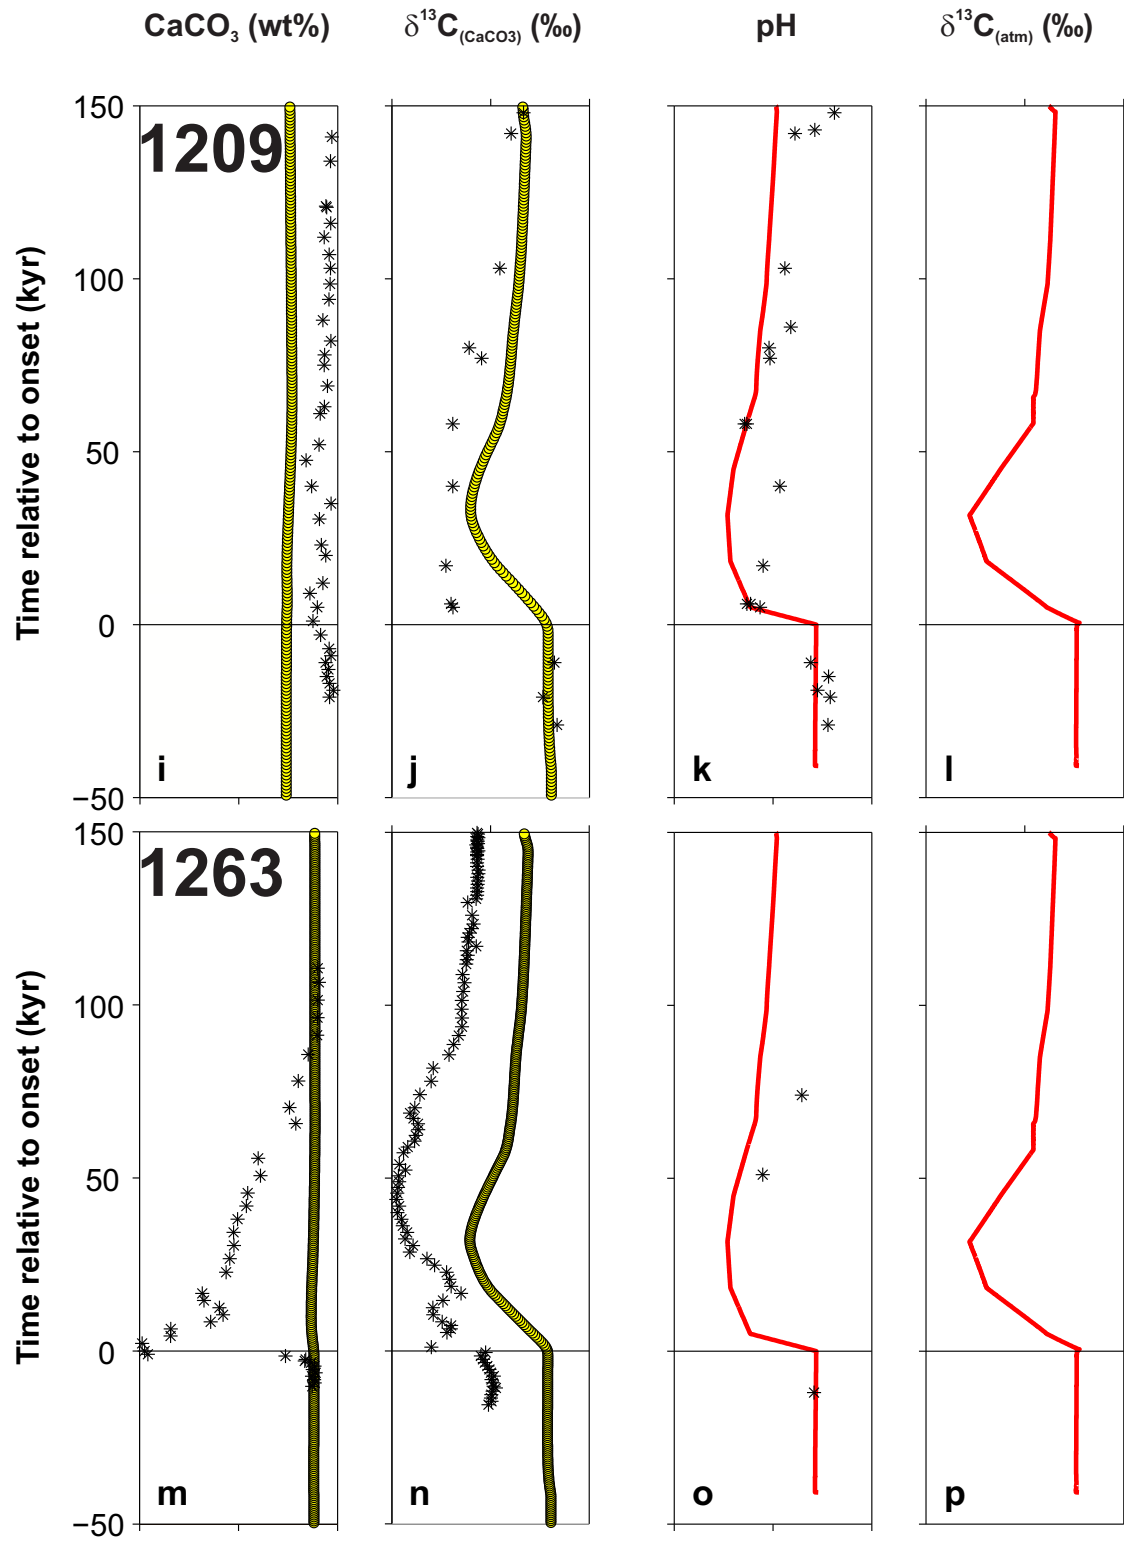 CaCO₃ (wt%) δ¹³C₍CaCO3₎ (‰) pH δ¹³C₍atm₎ (‰)
Time relative to onset (kyr)
150
100
50
0
−50
1209
i j k l
Time relative to onset (kyr)
150
100
50
0
−50
1263
m n o p